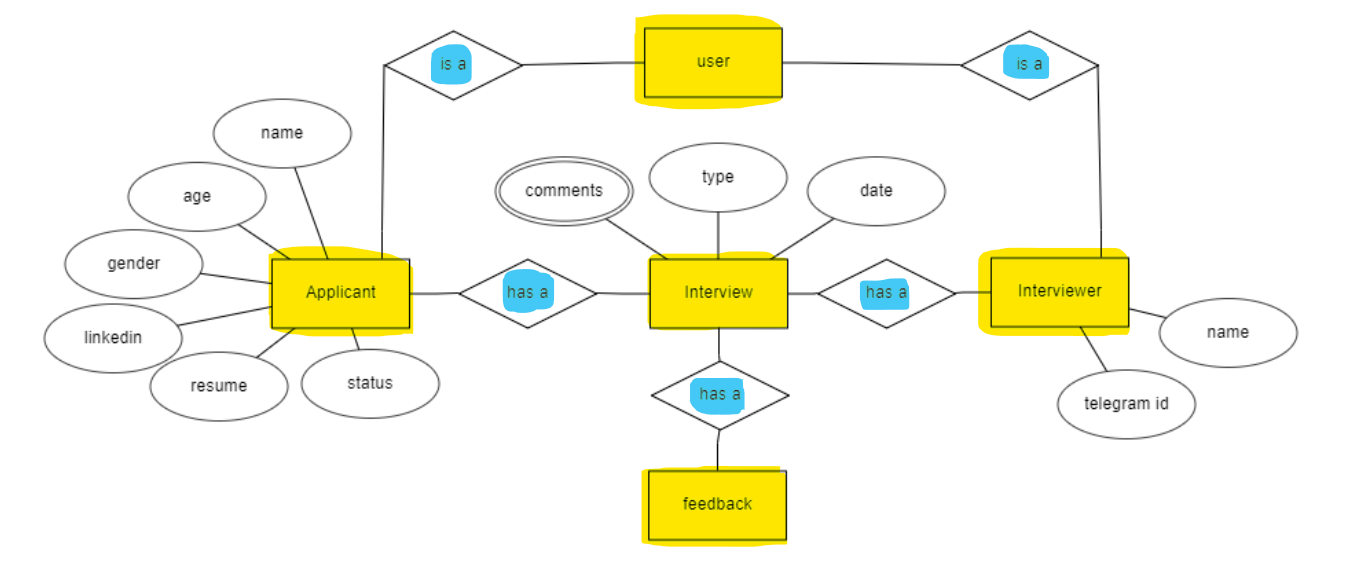 is a
user
is a
name
comments
type
date
age
gender
Applicant
has a
Interview
has a
Interviewer
linkedin
resume
status
name
telegram id
has a
feedback